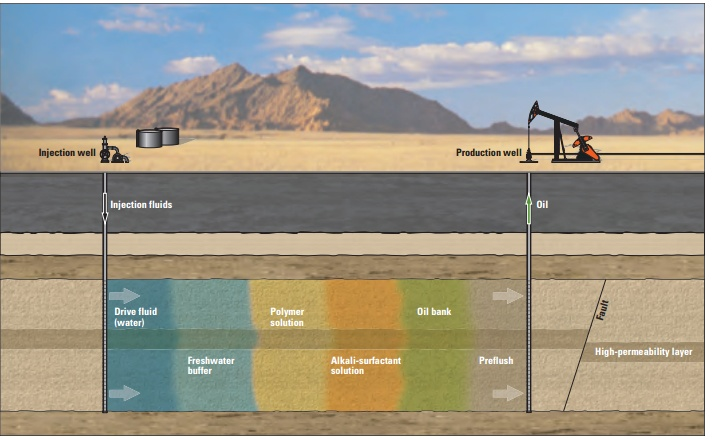 Injection well
Production well
Injection fluids
Oil
Drive fluid
(water)
Polymer
solution
Oil bank
Fault
Freshwater
buffer
Alkali-surfactant
solution
Preflush
High-permeability layer